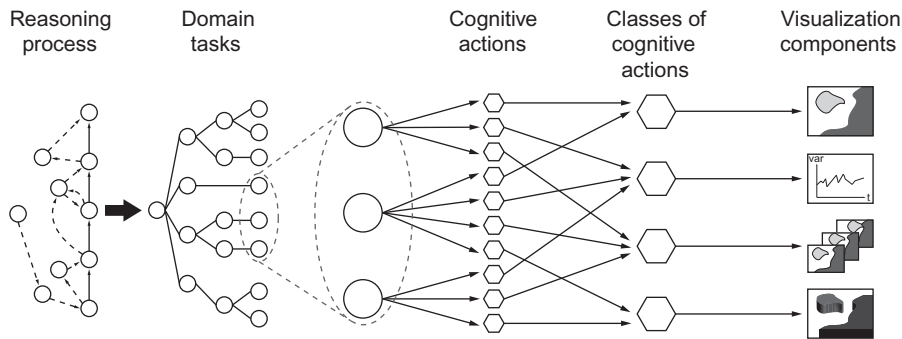 Reasoning
process
Domain
tasks
Cognitive
actions
Classes of
cognitive
actions
Visualization
components
var
t